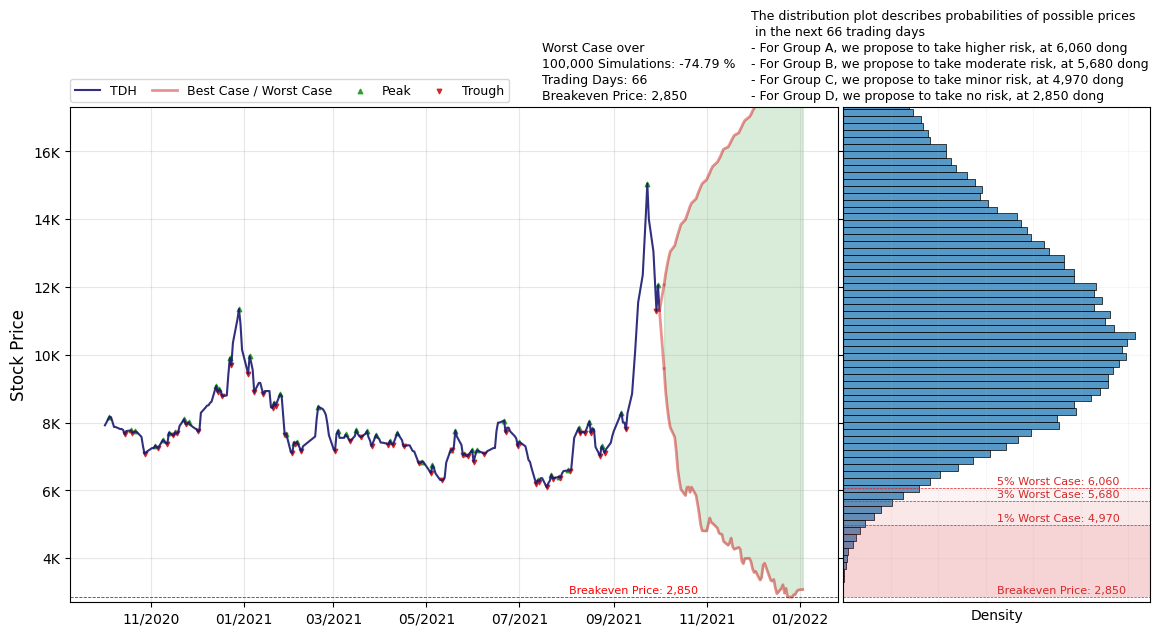 The distribution plot describes probabilities of possible prices
in the next 66 trading days
- For Group A, we propose to take higher risk, at 6,060 dong
- For Group B, we propose to take moderate risk, at 5,680 dong
- For Group C, we propose to take minor risk, at 4,970 dong
- For Group D, we propose to take no risk, at 2,850 dong
Worst Case over
100,000 Simulations: -74.79 %
Trading Days: 66
Breakeven Price: 2,850
TDH
Best Case / Worst Case
Peak
Trough
Stock Price
16K
14K
12K
10K
8K
6K
4K
Breakeven Price: 2,850
11/2020
01/2021
03/2021
05/2021
07/2021
09/2021
11/2021
01/2022
5% Worst Case: 6,060
3% Worst Case: 5,680
1% Worst Case: 4,970
Breakeven Price: 2,850
Density